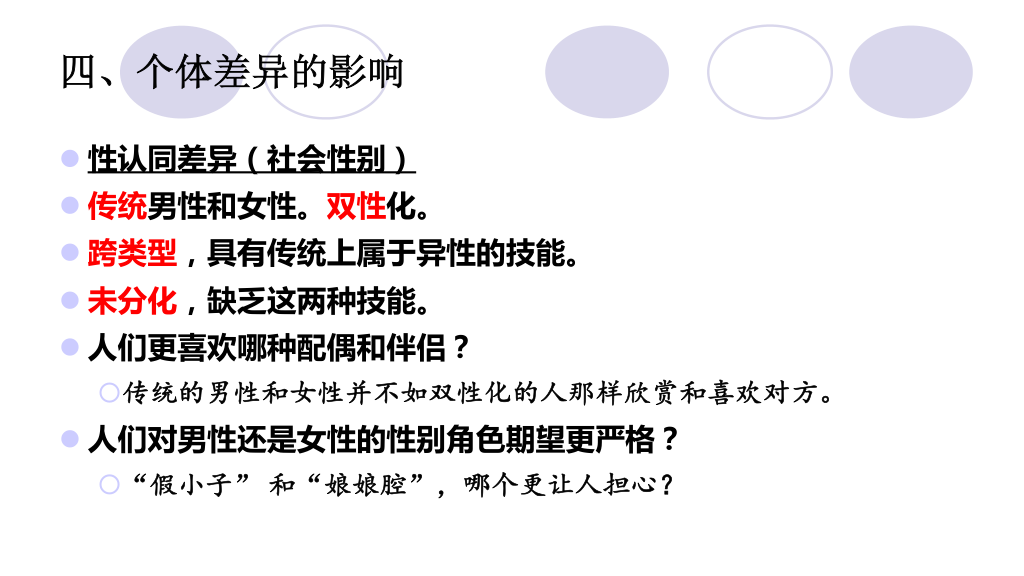 四、个体差异的影响
性认同差异（社会性别）
传统男性和女性。双性化。
跨类型，具有传统上属于异性的技能。
未分化，缺乏这两种技能。
人们更喜欢哪种配偶和伴侣？
传统的男性和女性并不如双性化的人那样欣赏和喜欢对方。
人们对男性还是女性的性别角色期望更严格？
“假小子” 和“娘娘腔”，哪个更让人担心？